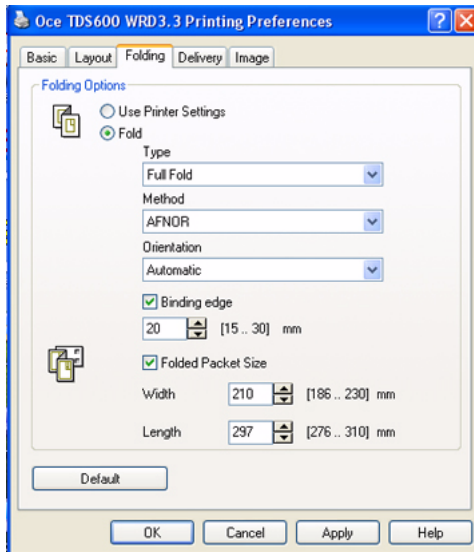 Oce TDS600 WRD3.3 Printing Preferences
Basic Layout Folding Delivery Image
Folding Options
Use Printer Settings
Fold
Type
Full Fold
Method
AFNOR
Orientation
Automatic
Binding edge
20 [15 .. 30] mm
Folded Packet Size
Width 210 [186 .. 230] mm
Length 297 [276 .. 310] mm
Default
OK Cancel Apply Help